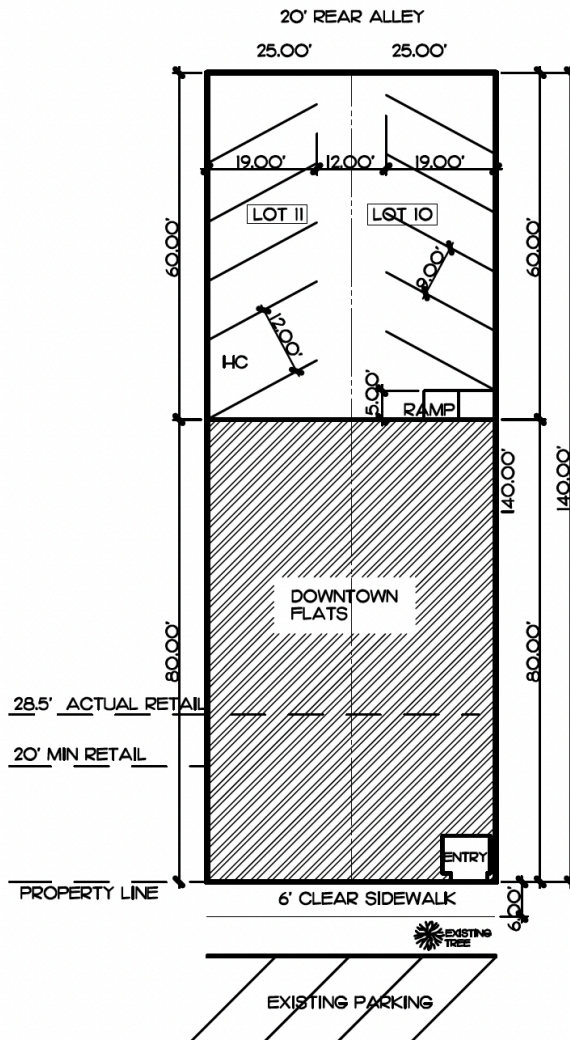 20' REAR ALLEY
25.00' 25.00'
19.00' 12.00' 19.00'
LOT 11 LOT 10
60.00' 60.00'
9.00'
12.00'
HC
5.00'
RAMP
140.00' 140.00'
DOWNTOWN
FLATS
80.00' 80.00'
28.5' ACTUAL RETAIL
20' MIN RETAIL
ENTRY
PROPERTY LINE
6' CLEAR SIDEWALK
6.00'
EXISTING
TREE
EXISTING PARKING